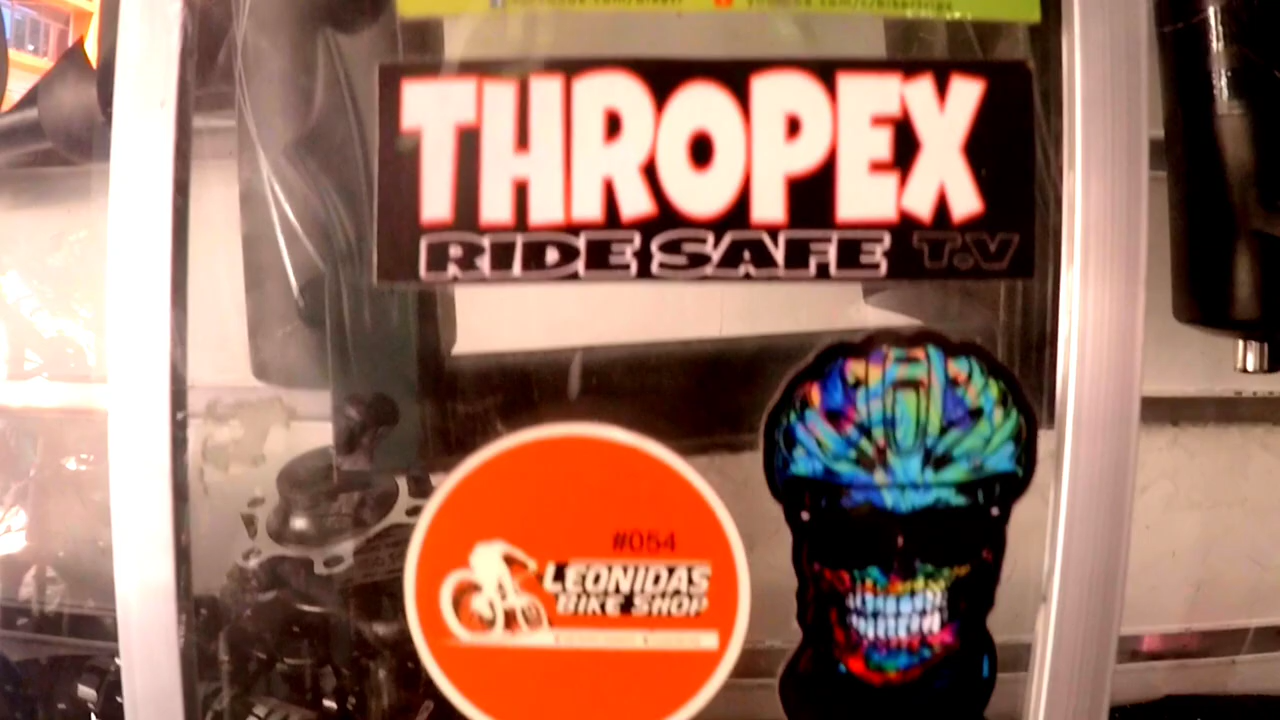 THROPEX
RIDE SAFE T.V
#054
LEONIDAS
BIKE SHOP